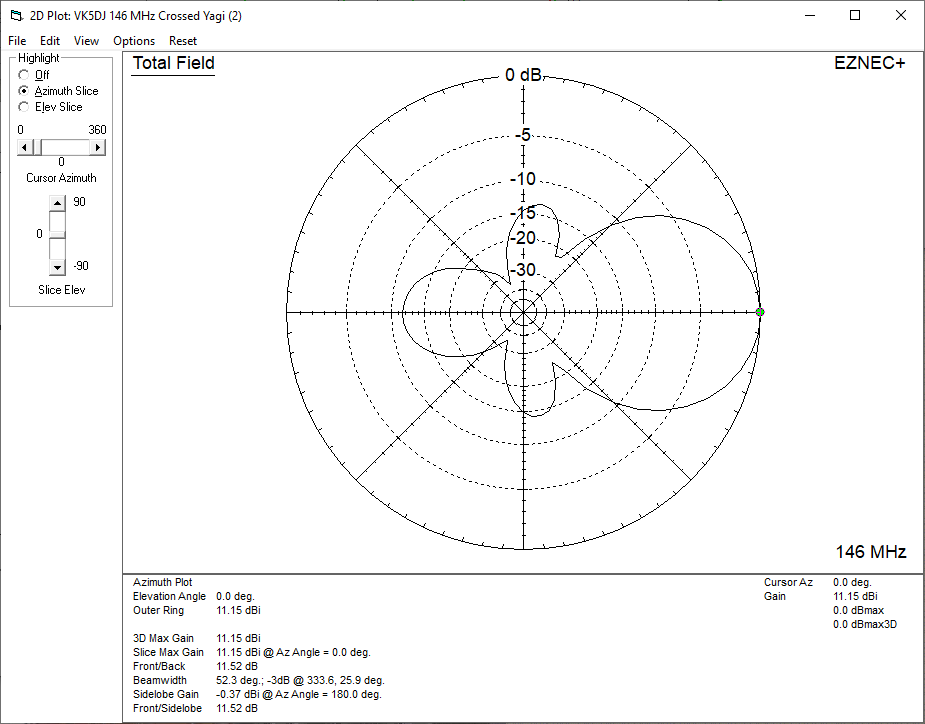 2D Plot: VK5DJ 146 MHz Crossed Yagi (2)
File Edit View Options Reset
Highlight
Off
Azimuth Slice
Elev Slice
0 360
0
Cursor Azimuth
90
0
-90
Slice Elev
Total Field
EZNEC+
0 dB
-5
-10
-15
-20
-30
146 MHz
Azimuth Plot
Elevation Angle 0.0 deg.
Outer Ring 11.15 dBi
3D Max Gain 11.15 dBi
Slice Max Gain 11.15 dBi @ Az Angle = 0.0 deg.
Front/Back 11.52 dB
Beamwidth 52.3 deg.; -3dB @ 333.6, 25.9 deg.
Sidelobe Gain -0.37 dBi @ Az Angle = 180.0 deg.
Front/Sidelobe 11.52 dB
Cursor Az 0.0 deg.
Gain 11.15 dBi
0.0 dBmax
0.0 dBmax3D